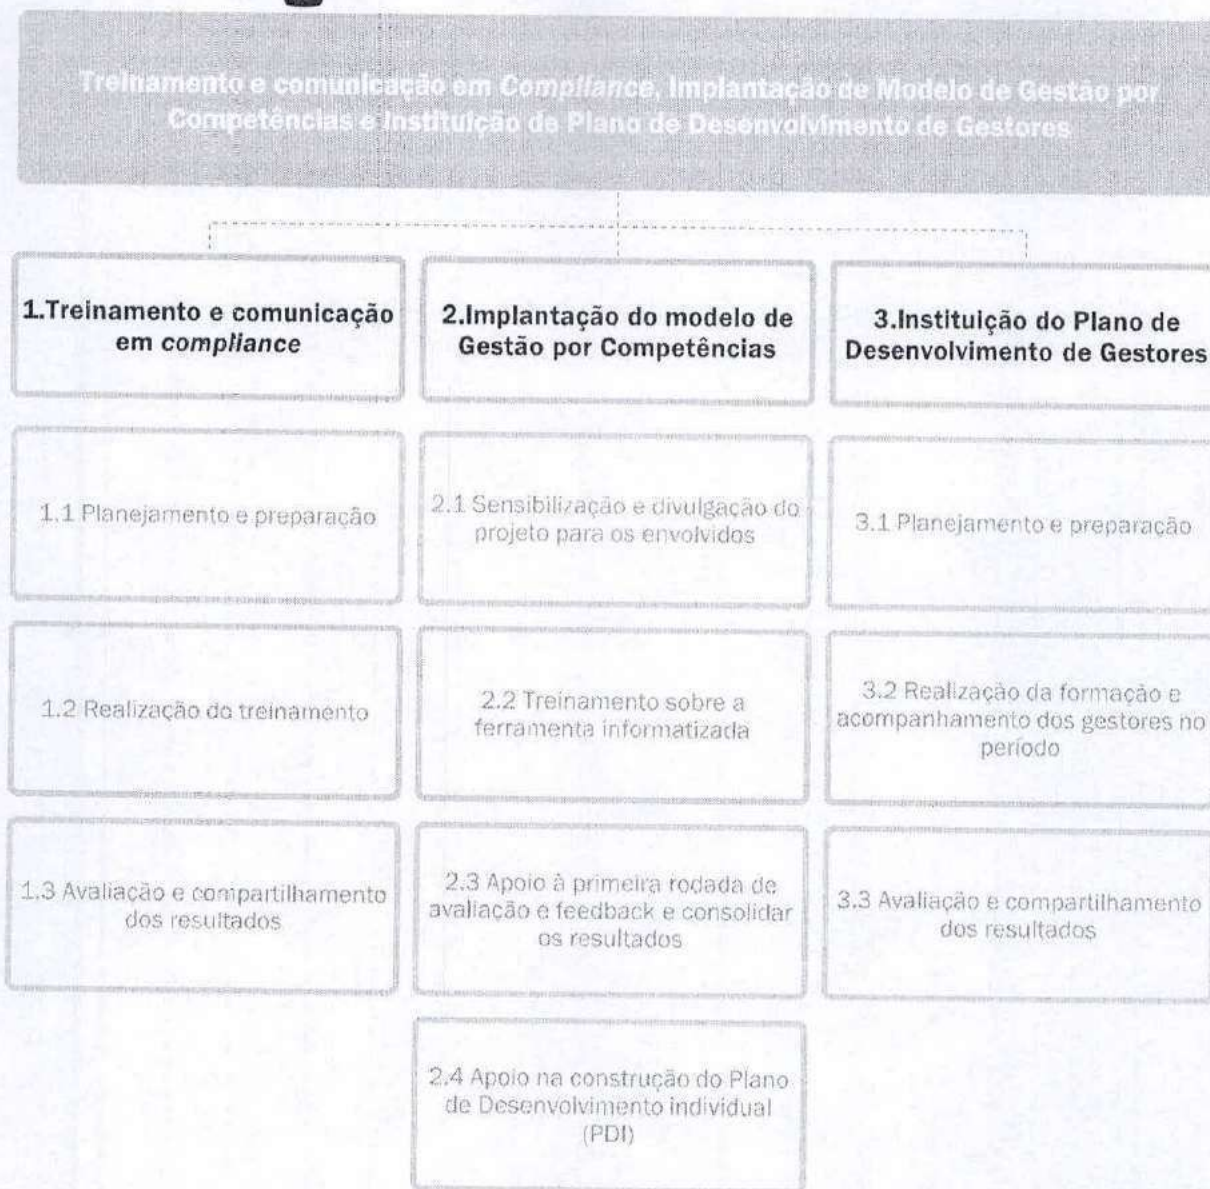 Treinamento e comunicação em Compliance, Implantação de Modelo de Gestão por
Competências e Instituição de Plano de Desenvolvimento de Gestores
1.Treinamento e comunicação
em compliance
1.1 Planejamento e preparação
1.2 Realização do treinamento
1.3 Avaliação e compartilhamento
dos resultados
2.Implantação do modelo de
Gestão por Competências
2.1 Sensibilização e divulgação do
projeto para os envolvidos
2.2 Treinamento sobre a
ferramenta informatizada
2.3 Apoio à primeira rodada de
avaliação e feedback e consolidar
os resultados
2.4 Apoio na construção do Plano
de Desenvolvimento individual
(PDI)
3.Instituição do Plano de
Desenvolvimento de Gestores
3.1 Planejamento e preparação
3.2 Realização da formação e
acompanhamento dos gestores no
período
3.3 Avaliação e compartilhamento
dos resultados